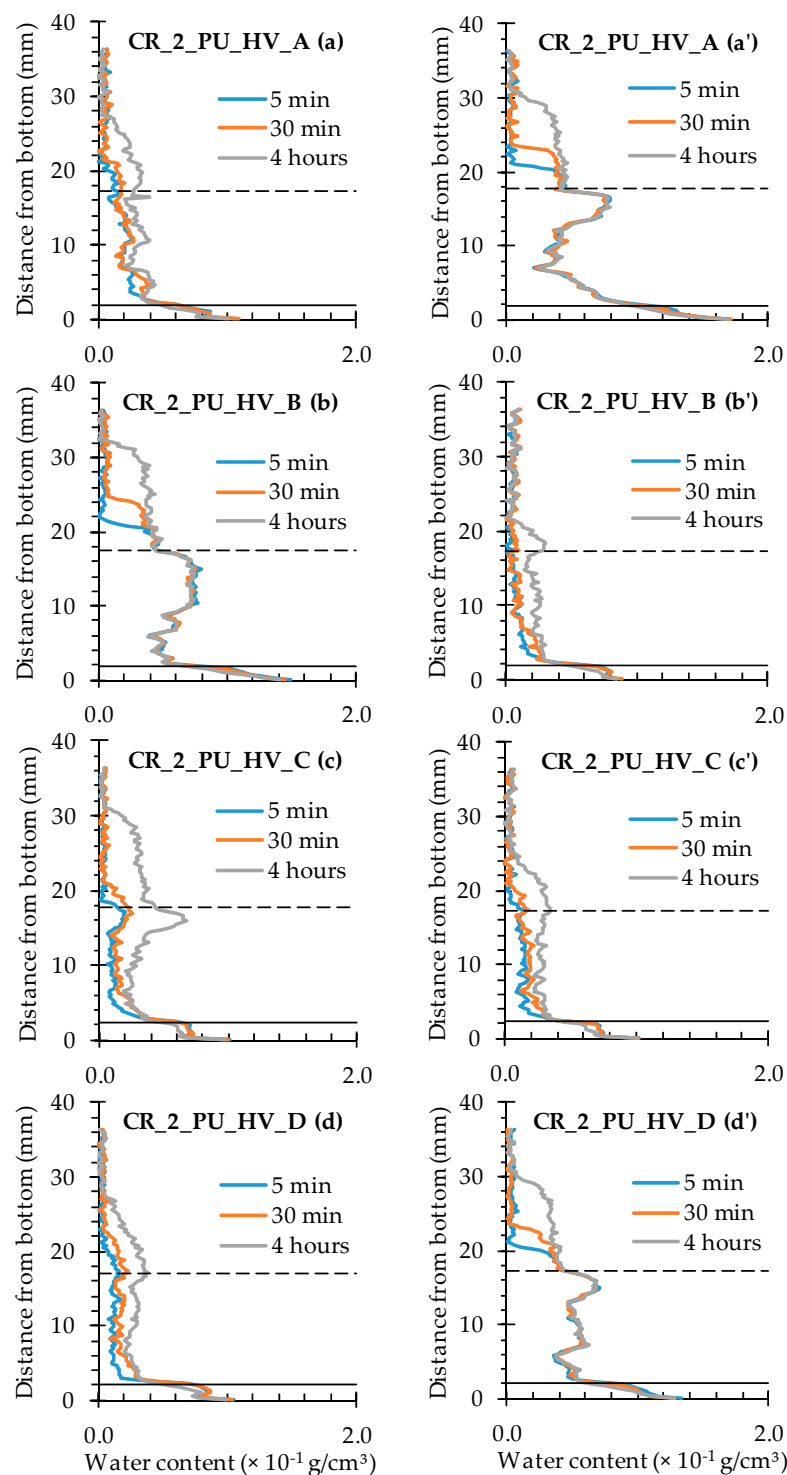 CR_2_PU_HV_A (a)
Distance from bottom (mm)
40
30
20
10
0
5 min
30 min
4 hours
0.0
2.0
CR_2_PU_HV_A (a')
Distance from bottom (mm)
40
30
20
10
0
5 min
30 min
4 hours
0.0
2.0
CR_2_PU_HV_B (b)
Distance from bottom (mm)
40
30
20
10
0
5 min
30 min
4 hours
0.0
2.0
CR_2_PU_HV_B (b')
Distance from bottom (mm)
40
30
20
10
0
5 min
30 min
4 hours
0.0
2.0
CR_2_PU_HV_C (c)
Distance from bottom (mm)
40
30
20
10
0
5 min
30 min
4 hours
0.0
2.0
CR_2_PU_HV_C (c')
Distance from bottom (mm)
40
30
20
10
0
5 min
30 min
4 hours
0.0
2.0
CR_2_PU_HV_D (d)
Distance from bottom (mm)
40
30
20
10
0
5 min
30 min
4 hours
0.0
2.0
Water content (× 10⁻¹ g/cm³)
CR_2_PU_HV_D (d')
Distance from bottom (mm)
40
30
20
10
0
5 min
30 min
4 hours
0.0
2.0
Water content (× 10⁻¹ g/cm³)